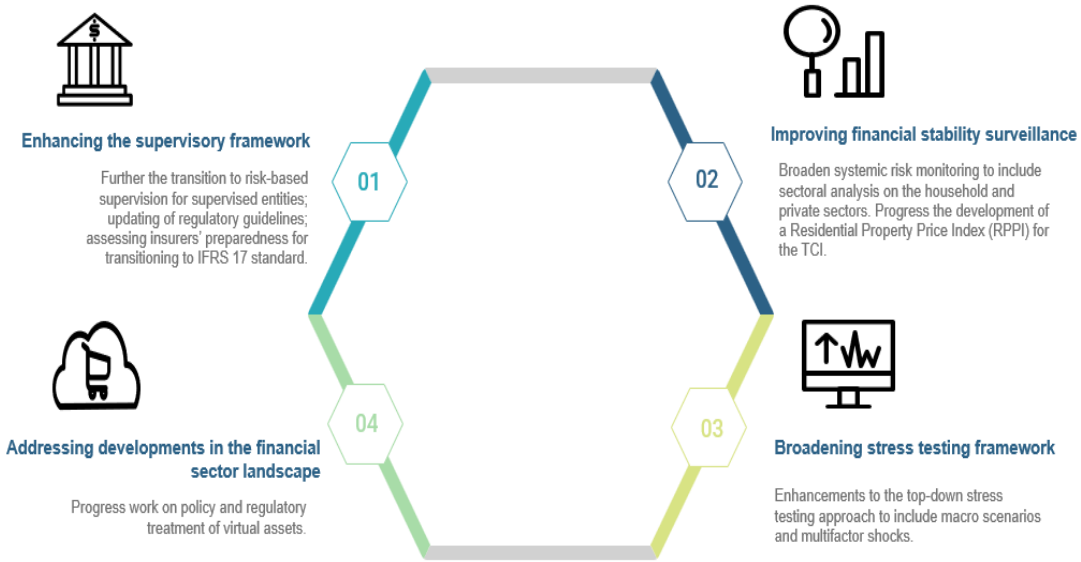 Enhancing the supervisory framework
Further the transition to risk-based
supervision for supervised entities;
updating of regulatory guidelines;
assessing insurers' preparedness for
transitioning to IFRS 17 standard.
01
Improving financial stability surveillance
Broaden systemic risk monitoring to include
sectoral analysis on the household and
private sectors. Progress the development of
a Residential Property Price Index (RPPI) for
the TCI.
02
Broadening stress testing framework
Enhancements to the top-down stress
testing approach to include macro scenarios
and multifactor shocks.
03
Addressing developments in the financial
sector landscape
Progress work on policy and regulatory
treatment of virtual assets.
04
$